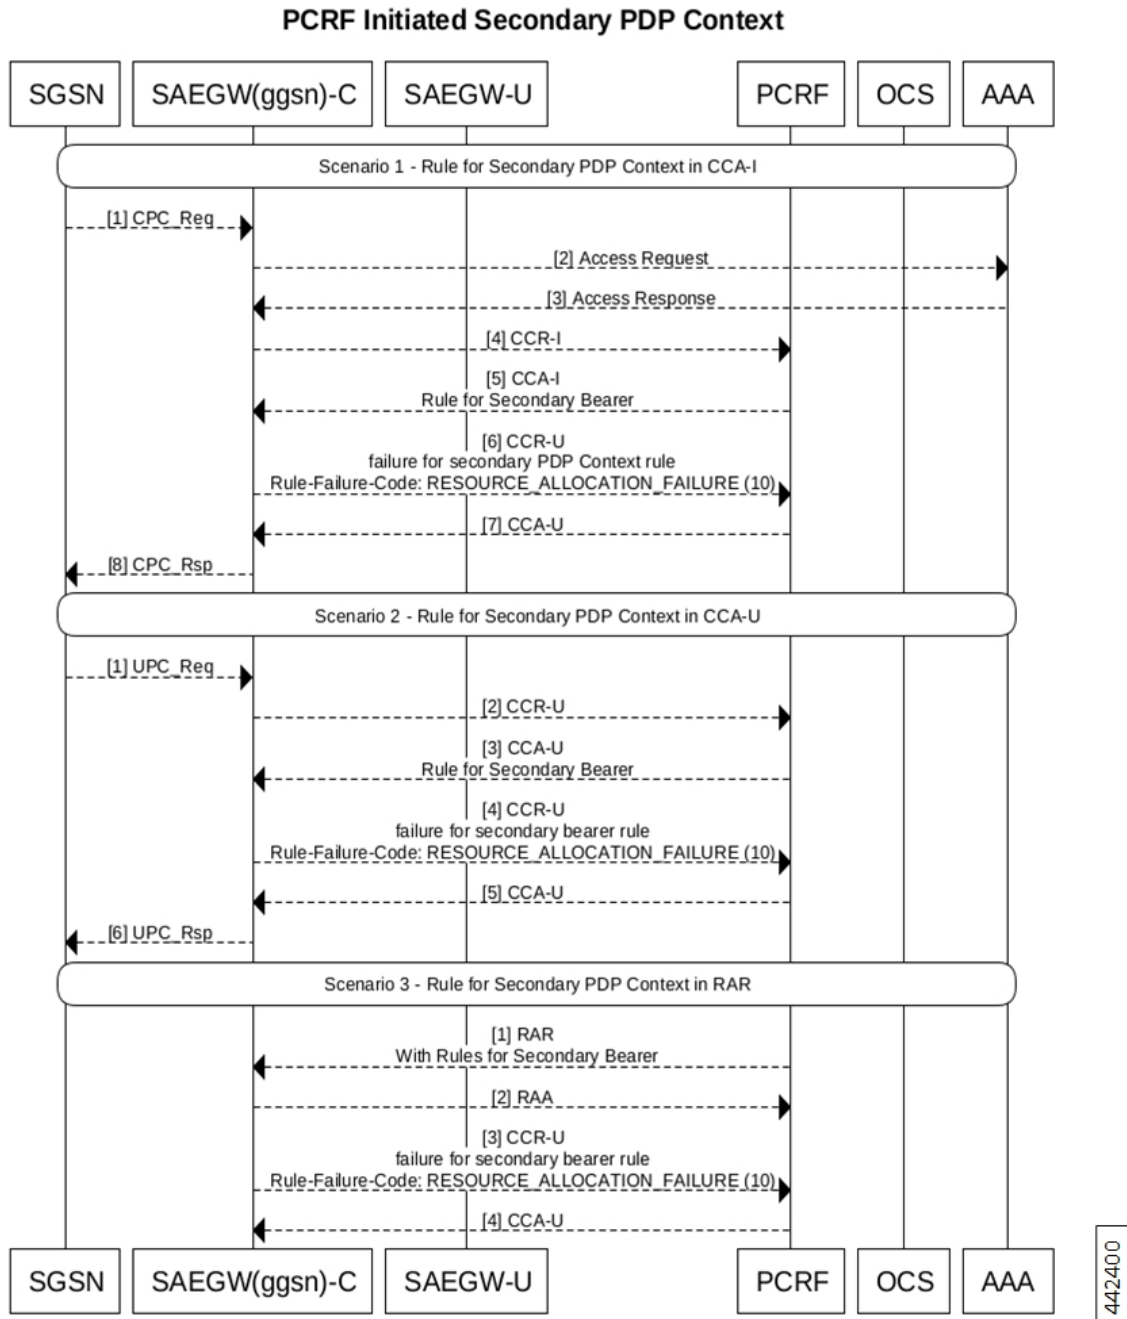 PCRF Initiated Secondary PDP Context
SGSN
SAEGW(ggsn)-C
SAEGW-U
PCRF
OCS
AAA
Scenario 1 - Rule for Secondary PDP Context in CCA-I
[1] CPC_Req
[2] Access Request
[3] Access Response
[4] CCR-I
[5] CCA-I
Rule for Secondary Bearer
[6] CCR-U
failure for secondary PDP Context rule
Rule-Failure-Code: RESOURCE_ALLOCATION_FAILURE (10)
[7] CCA-U
[8] CPC_Rsp
Scenario 2 - Rule for Secondary PDP Context in CCA-U
[1] UPC_Req
[2] CCR-U
[3] CCA-U
Rule for Secondary Bearer
[4] CCR-U
failure for secondary bearer rule
Rule-Failure-Code: RESOURCE_ALLOCATION_FAILURE (10)
[5] CCA-U
[6] UPC_Rsp
Scenario 3 - Rule for Secondary PDP Context in RAR
[1] RAR
With Rules for Secondary Bearer
[2] RAA
[3] CCR-U
failure for secondary bearer rule
Rule-Failure-Code: RESOURCE_ALLOCATION_FAILURE (10)
[4] CCA-U
SGSN
SAEGW(ggsn)-C
SAEGW-U
PCRF
OCS
AAA
442400